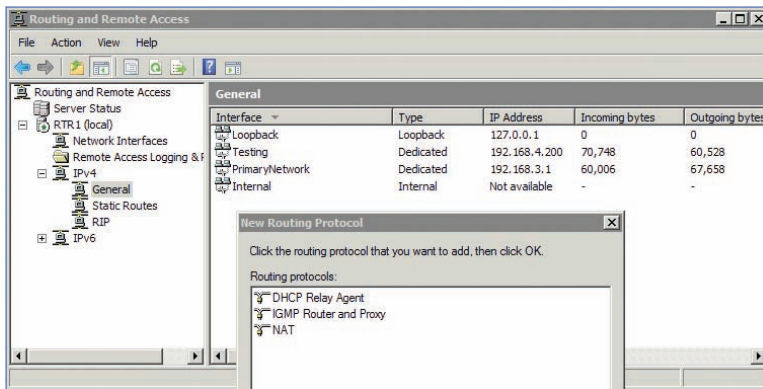 Routing and Remote Access
File Action View Help
Routing and Remote Access
Server Status
RTR1 (local)
Network Interfaces
Remote Access Logging &
IPv4
General
Static Routes
RIP
IPv6
General
Interface Type IP Address Incoming bytes Outgoing bytes
Loopback Loopback 127.0.0.1 0 0
Testing Dedicated 192.168.4.200 70,748 60,528
PrimaryNetwork Dedicated 192.168.3.1 60,006 67,658
Internal Internal Not available - -
New Routing Protocol
Click the routing protocol that you want to add, then click OK.
Routing protocols:
DHCP Relay Agent
IGMP Router and Proxy
NAT